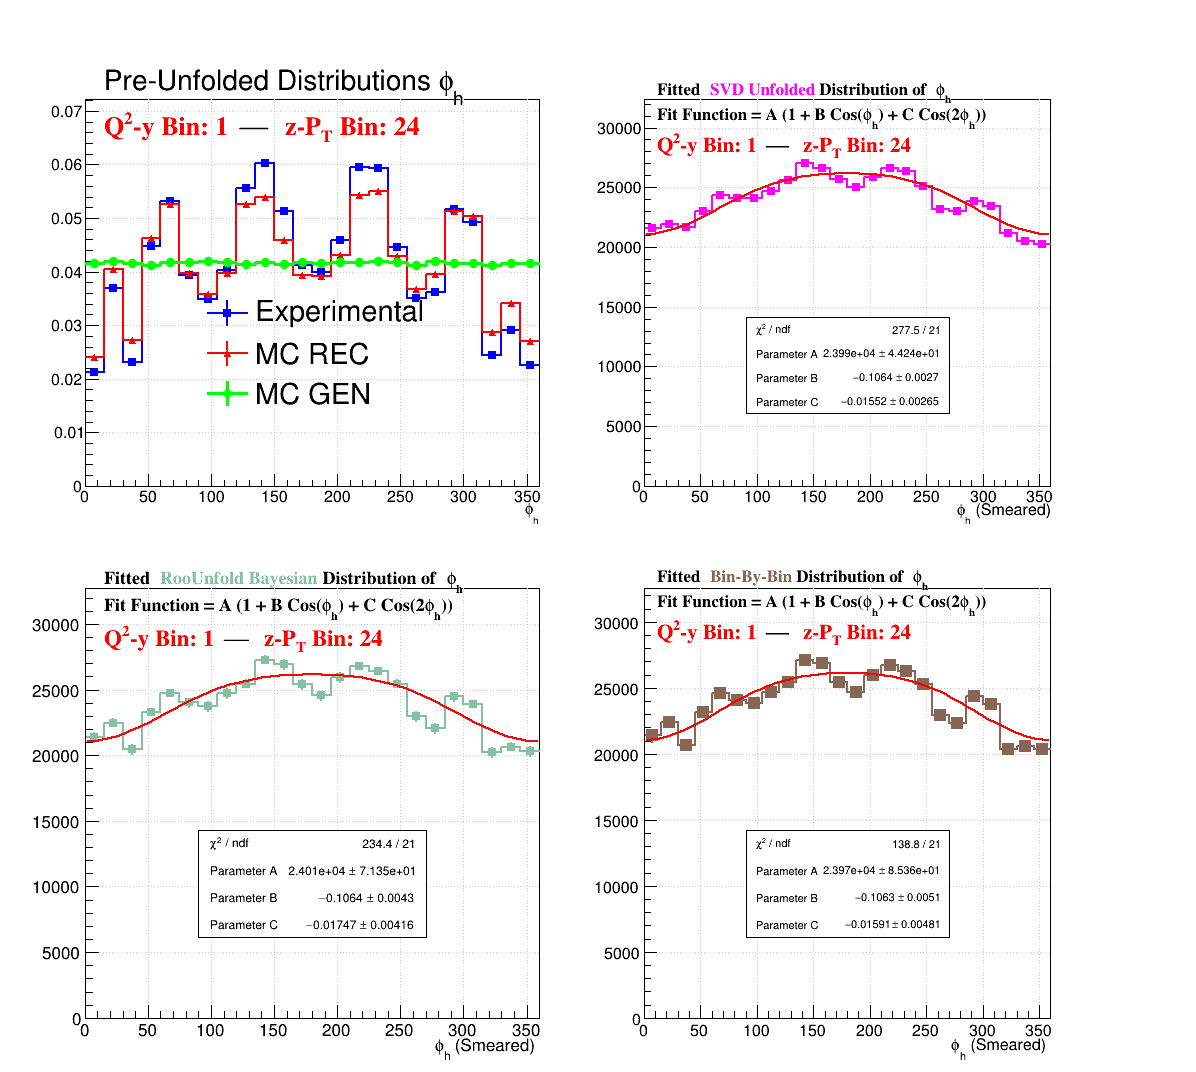 Pre-Unfolded Distributions ϕh
Q2-y Bin: 1 — z-PT Bin: 24
0.07
0.06
0.05
0.04
0.03
0.02
0.01
0
Experimental
MC REC
MC GEN
0 50 100 150 200 250 300 350
ϕh
Fitted SVD Unfolded Distribution of ϕh
Fit Function = A (1 + B Cos(ϕh) + C Cos(2ϕh))
Q2-y Bin: 1 — z-PT Bin: 24
30000
25000
20000
15000
10000
5000
0
χ2 / ndf 277.5 / 21
Parameter A 2.399e+04 ± 4.424e+01
Parameter B −0.1064 ± 0.0027
Parameter C −0.01552 ± 0.00265
0 50 100 150 200 250 300 350
ϕh (Smeared)
Fitted RooUnfold Bayesian Distribution of ϕh
Fit Function = A (1 + B Cos(ϕh) + C Cos(2ϕh))
Q2-y Bin: 1 — z-PT Bin: 24
30000
25000
20000
15000
10000
5000
0
χ2 / ndf 234.4 / 21
Parameter A 2.401e+04 ± 7.135e+01
Parameter B −0.1064 ± 0.0043
Parameter C −0.01747 ± 0.00416
0 50 100 150 200 250 300 350
ϕh (Smeared)
Fitted Bin-By-Bin Distribution of ϕh
Fit Function = A (1 + B Cos(ϕh) + C Cos(2ϕh))
Q2-y Bin: 1 — z-PT Bin: 24
30000
25000
20000
15000
10000
5000
0
χ2 / ndf 138.8 / 21
Parameter A 2.397e+04 ± 8.536e+01
Parameter B −0.1063 ± 0.0051
Parameter C −0.01591 ± 0.00481
0 50 100 150 200 250 300 350
ϕh (Smeared)